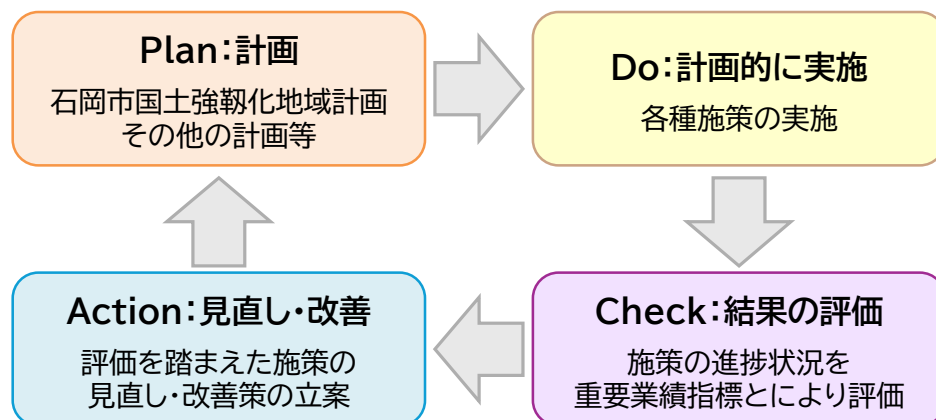 Plan：計画
石岡市国土強靱化地域計画
その他の計画等
Do：計画的に実施
各種施策の実施
Action：見直し・改善
評価を踏まえた施策の
見直し・改善策の立案
Check：結果の評価
施策の進捗状況を
重要業績指標とにより評価